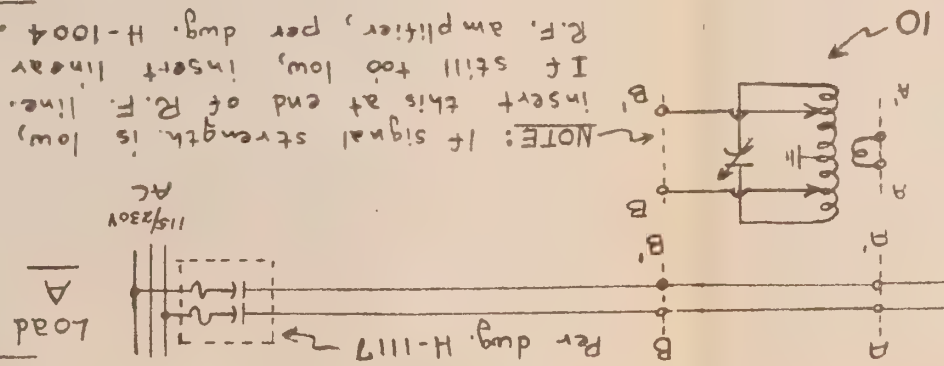 A
B
Per dwg. H-1117
Load
A
115/230V
AC
A'
B'
A
B
NOTE: If signal strength is low,
insert this at end of R.F. line.
If still too low, insert linear
R.F. amplifier, per dwg. H-1004.
A'
B'
10